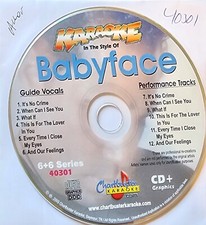 40301
KARAOKE
In The Style Of
Babyface
Guide Vocals
1. It's No Crime
2. When Can I See You
3. What If
4. This Is For The Lover
In You
5. Every Time I Close
My Eyes
6. And Our Feelings
Performance Tracks
8. It's No Crime
9. When Can I See You
9. What If
10. This Is For The Lover
In You
11. Every Time I Close
My Eyes
12. And Our Feelings
6+6 Series
40301
Chartbuster
KARAOKE
CD+
Graphics
www.chartbusterkaraoke.com